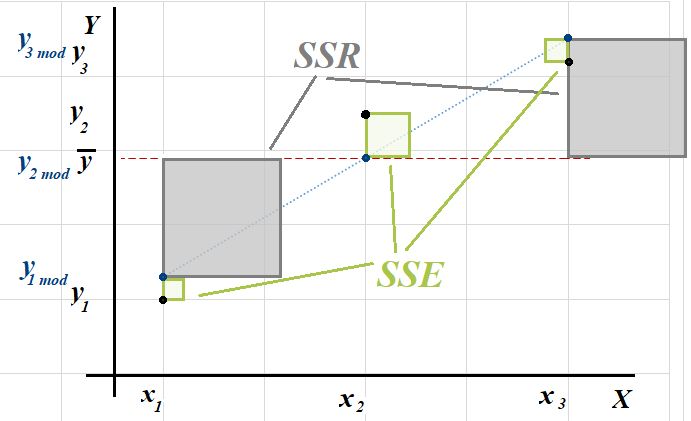 Y
y3 mod y3
SSR
y2
y2 mod y̅
y1 mod y1
SSE
x1 x2 x3 X